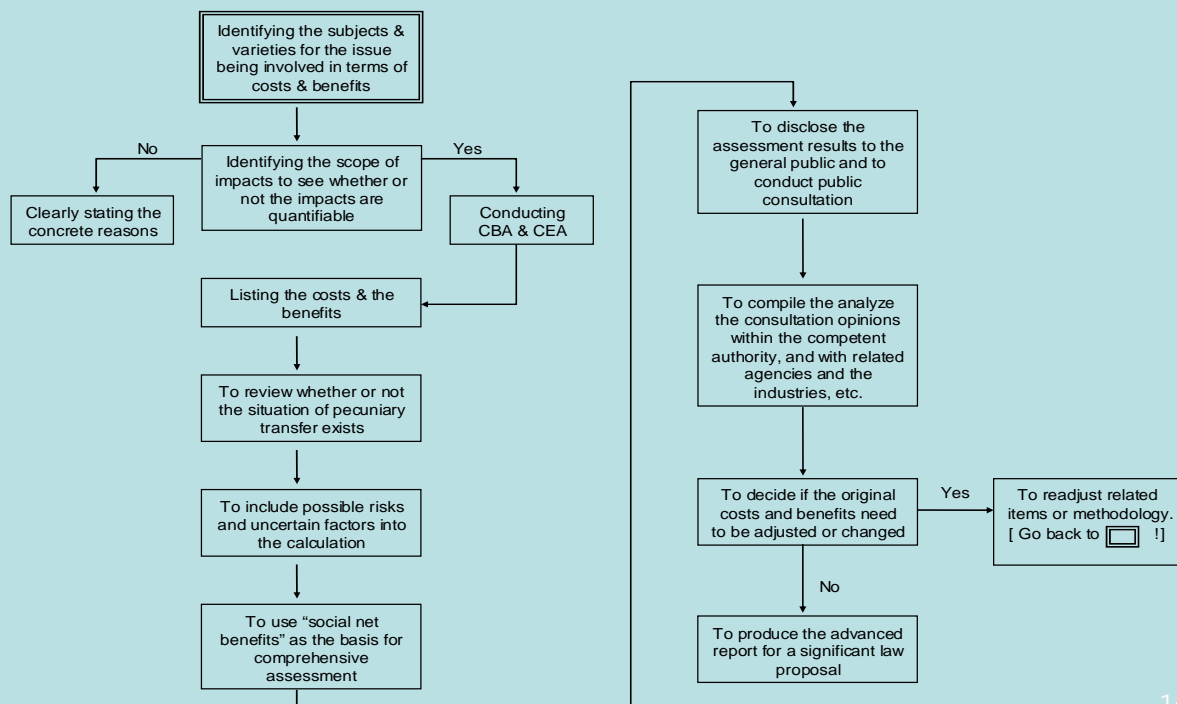 Identifying the subjects &
varieties for the issue
being involved in terms of
costs & benefits
No
Yes
Identifying the scope of
impacts to see whether or
not the impacts are
quantifiable
Clearly stating the
concrete reasons
Conducting
CBA & CEA
Listing the costs & the
benefits
To review whether or not
the situation of pecuniary
transfer exists
To include possible risks
and uncertain factors into
the calculation
To use “social net
benefits” as the basis for
comprehensive
assessment
To disclose the
assessment results to the
general public and to
conduct public
consultation
To compile the analyze
the consultation opinions
within the competent
authority, and with related
agencies and the
industries, etc.
To decide if the original
costs and benefits need
to be adjusted or changed
Yes
To readjust related
items or methodology.
[ Go back to !]
No
To produce the advanced
report for a significant law
proposal